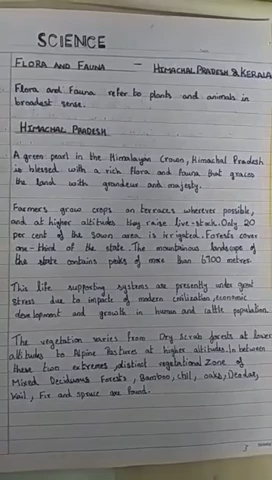 SCIENCE
FLORA AND FAUNA - HIMACHAL PRADESH & KERALA
Flora and Fauna refer to plants and animals in
broadest sense.
HIMACHAL PRADESH
A green pearl in the Himalayan Crown, Himachal Pradesh
is blessed with a rich flora and fauna that graces
the land with grandeur and majesty.
Farmers grow crops on terraces wherever possible,
and at higher altitudes they raise live-stock. Only 20
per cent of the sown area is irrigated. Forests cover
one-third of the state. The mountainous landscape of
the state contains peaks of more than 6700 metres.
This life supporting systems are presently under great
stress due to impacts of modern civilization, economic
development and growth in human and cattle population.
The vegetation varies from Dry Scrub forests at lower
altitudes to Alpine Pastures at higher altitudes. In between
these two extremes, distinct vegetational zone of
Mixed Deciduous Forests, Bamboo, Chil, oaks, Deodar,
Kail, Fir and spruce are found.